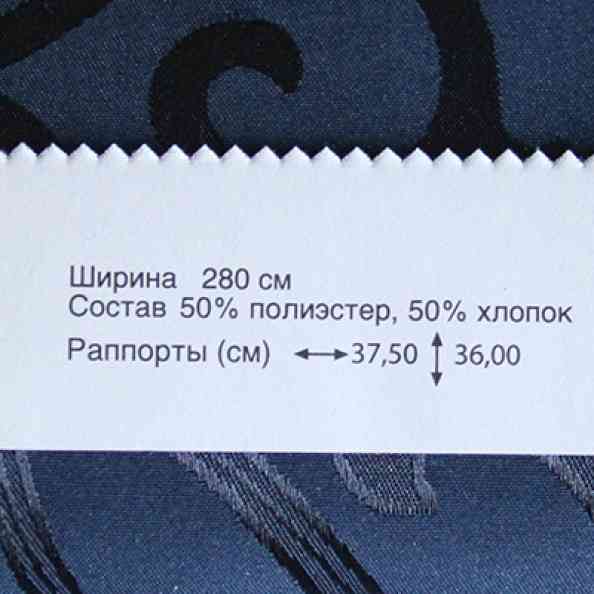 Ширина 280 см
Состав 50% полиэстер, 50% хлопок
Раппорты (см) ↔37,50 ↕ 36,00